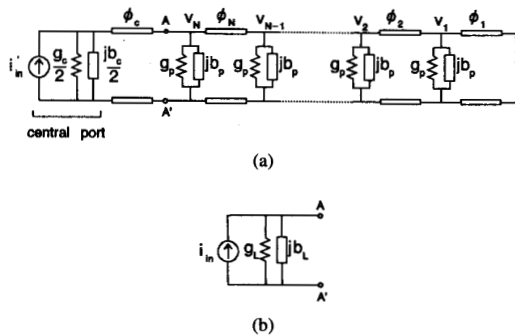 ϕc A VN ϕN VN-1 V2 ϕ2 V1 ϕ1
i'in gc/2 jbc/2 gp jbp gp jbp gp jbp gp jbp
A'
central port
(a)
A
iin gL jbL
A'
(b)